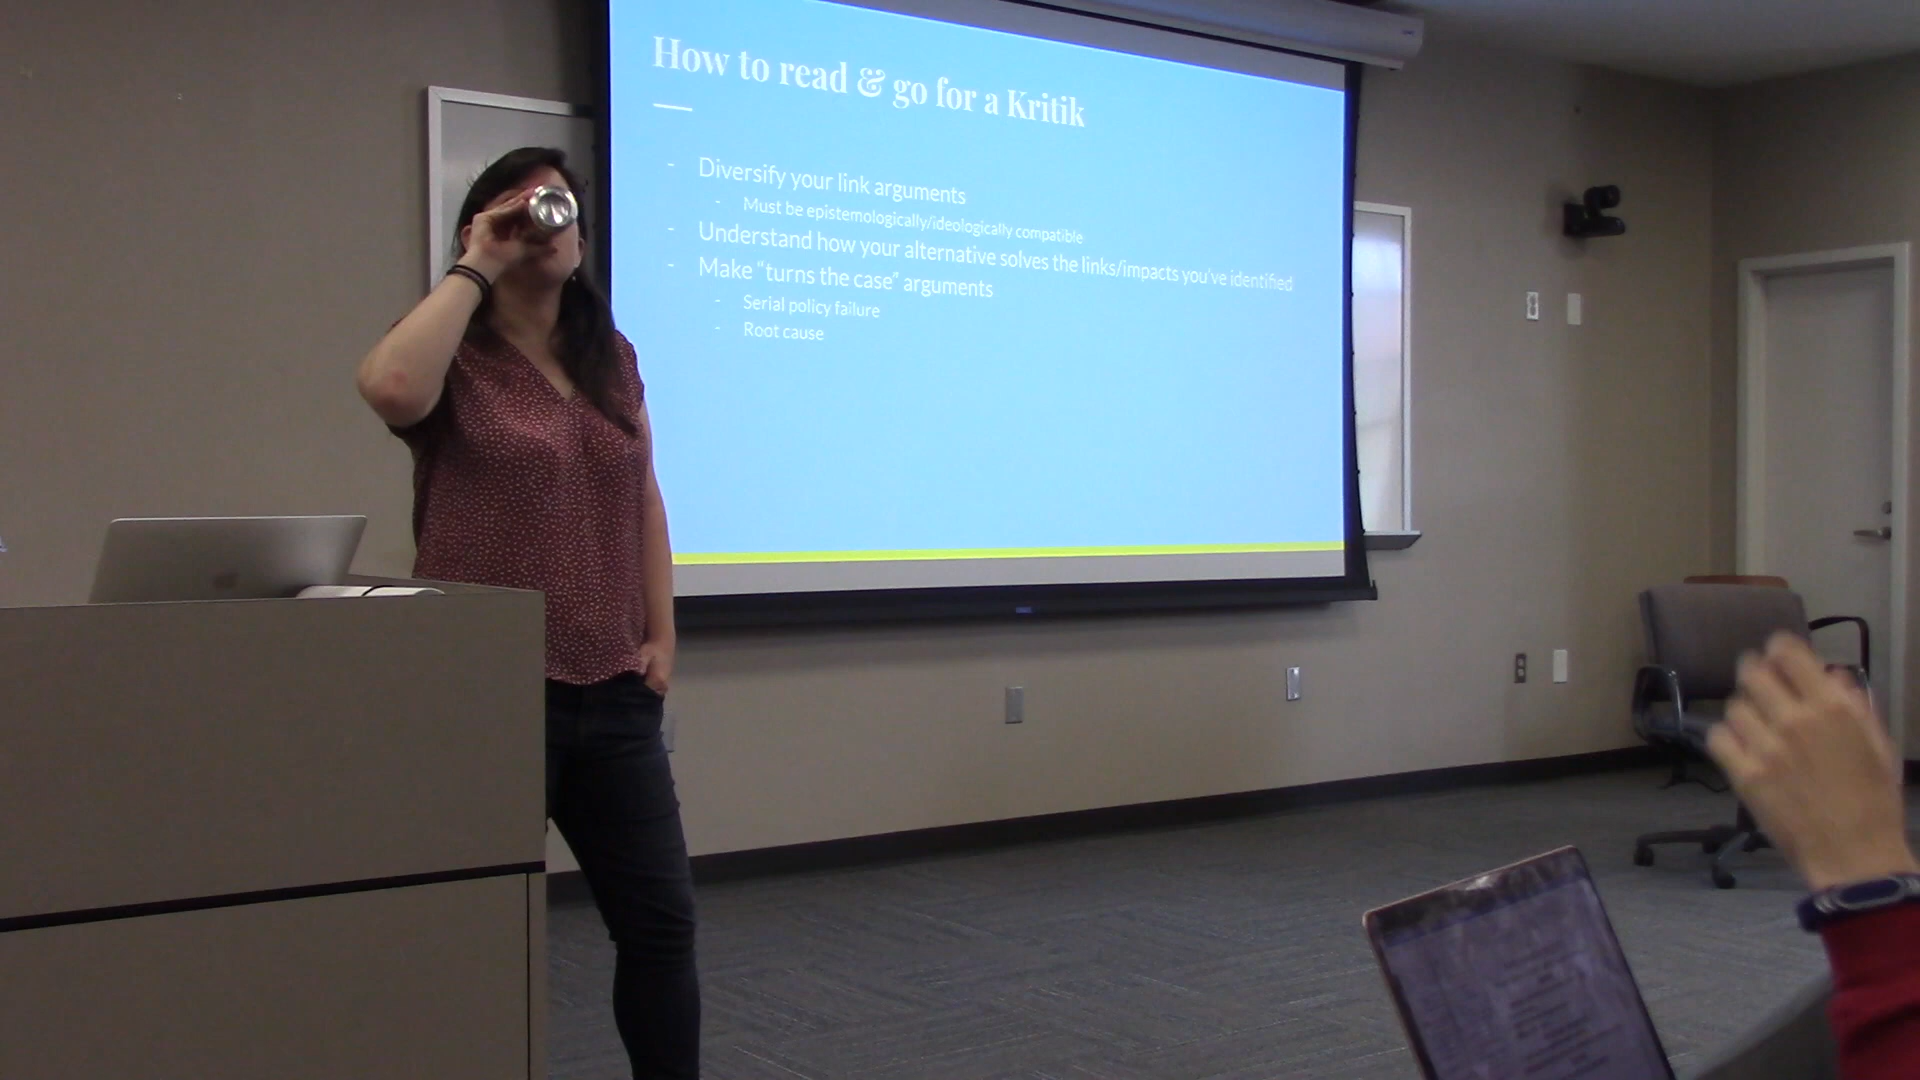 How to read & go for a Kritik
- Diversify your link arguments
- Must be epistemologically/ideologically compatible
- Understand how your alternative solves the links/impacts you've identified
- Make "turns the case" arguments
- Serial policy failure
- Root cause